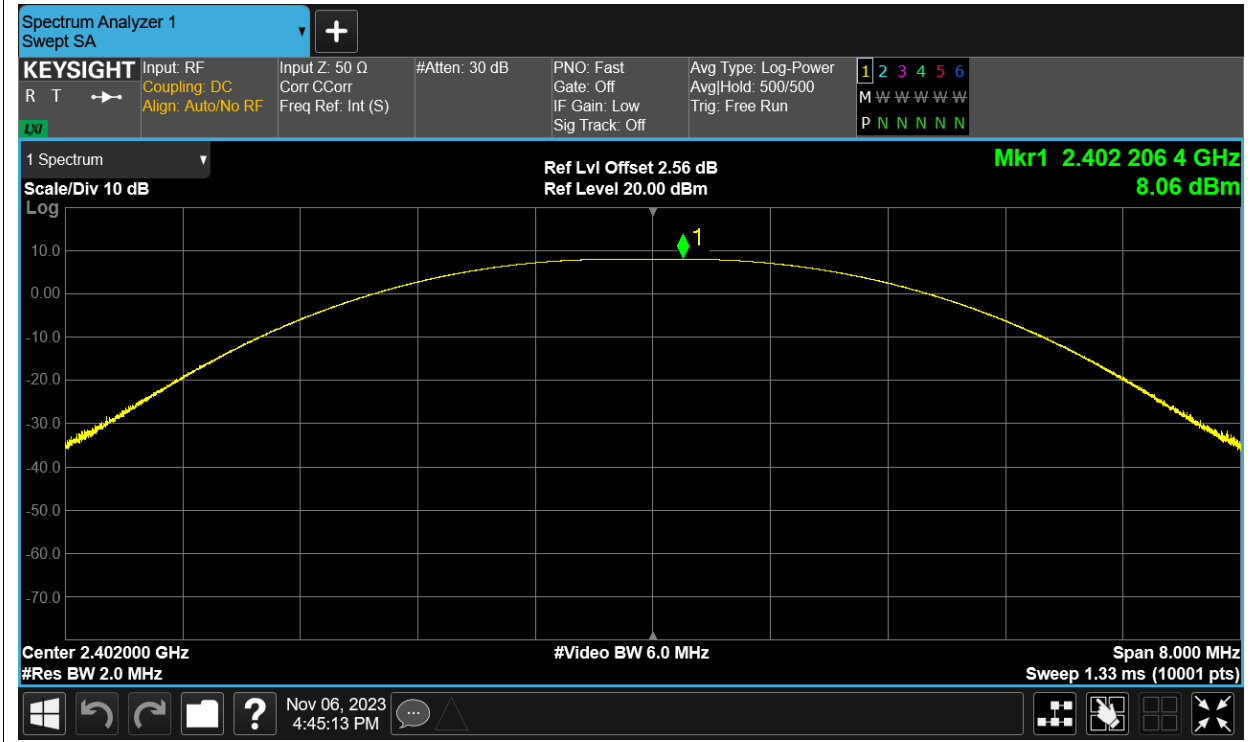 Spectrum Analyzer 1
Swept SA
KEYSIGHT
R T
LXI
Input: RF
Coupling: DC
Align: Auto/No RF
Input Z: 50 Ω
Corr CCorr
Freq Ref: Int (S)
#Atten: 30 dB
PNO: Fast
Gate: Off
IF Gain: Low
Sig Track: Off
Avg Type: Log-Power
Avg|Hold: 500/500
Trig: Free Run
1 2 3 4 5 6
M W W W W W
P N N N N N
1 Spectrum
Scale/Div 10 dB
Log
Ref Lvl Offset 2.56 dB
Ref Level 20.00 dBm
Mkr1 2.402 206 4 GHz
8.06 dBm
1
10.0
0.00
-10.0
-20.0
-30.0
-40.0
-50.0
-60.0
-70.0
Center 2.402000 GHz
#Res BW 2.0 MHz
#Video BW 6.0 MHz
Span 8.000 MHz
Sweep 1.33 ms (10001 pts)
?
Nov 06, 2023
4:45:13 PM